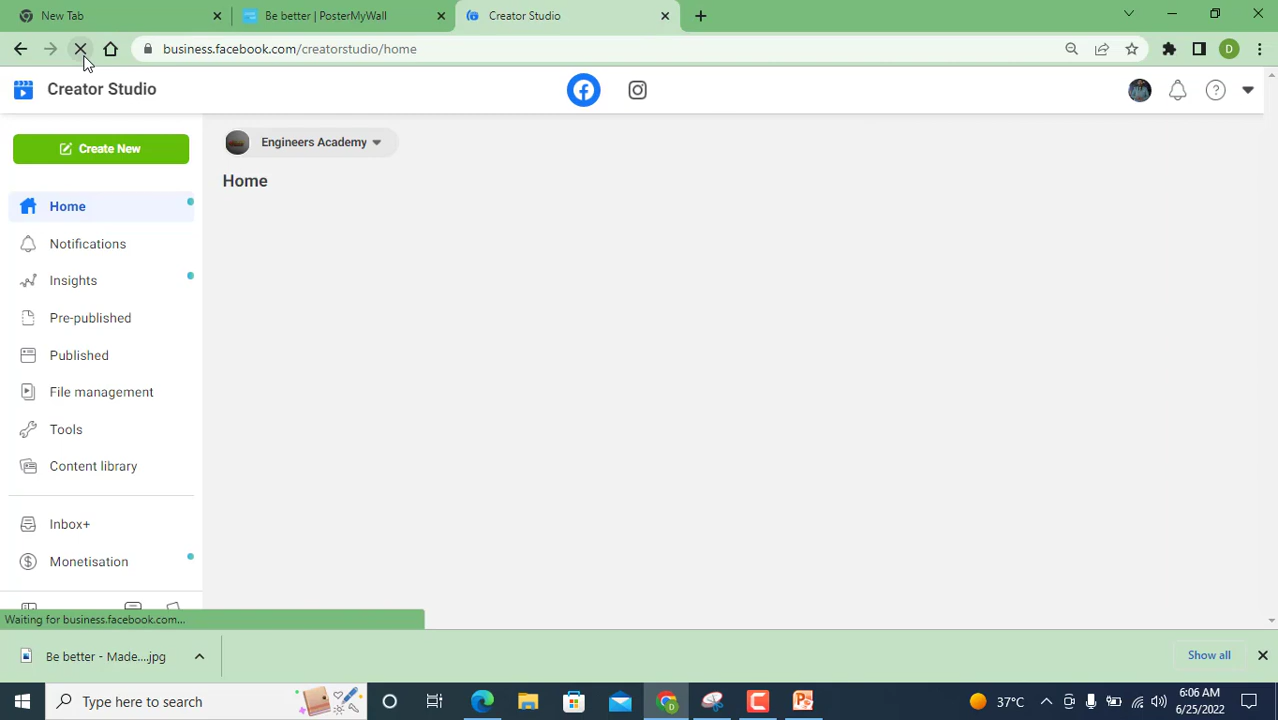 New Tab
Be better | PosterMyWall
Creator Studio
business.facebook.com/creatorstudio/home
D
Creator Studio
Create New
Engineers Academy
Home
Home
Notifications
Insights
Pre-published
Published
File management
Tools
Content library
Inbox+
Monetisation
Waiting for business.facebook.com...
Be better - Made....jpg
Show all
Type here to search
37°C
6:06 AM
6/25/2022